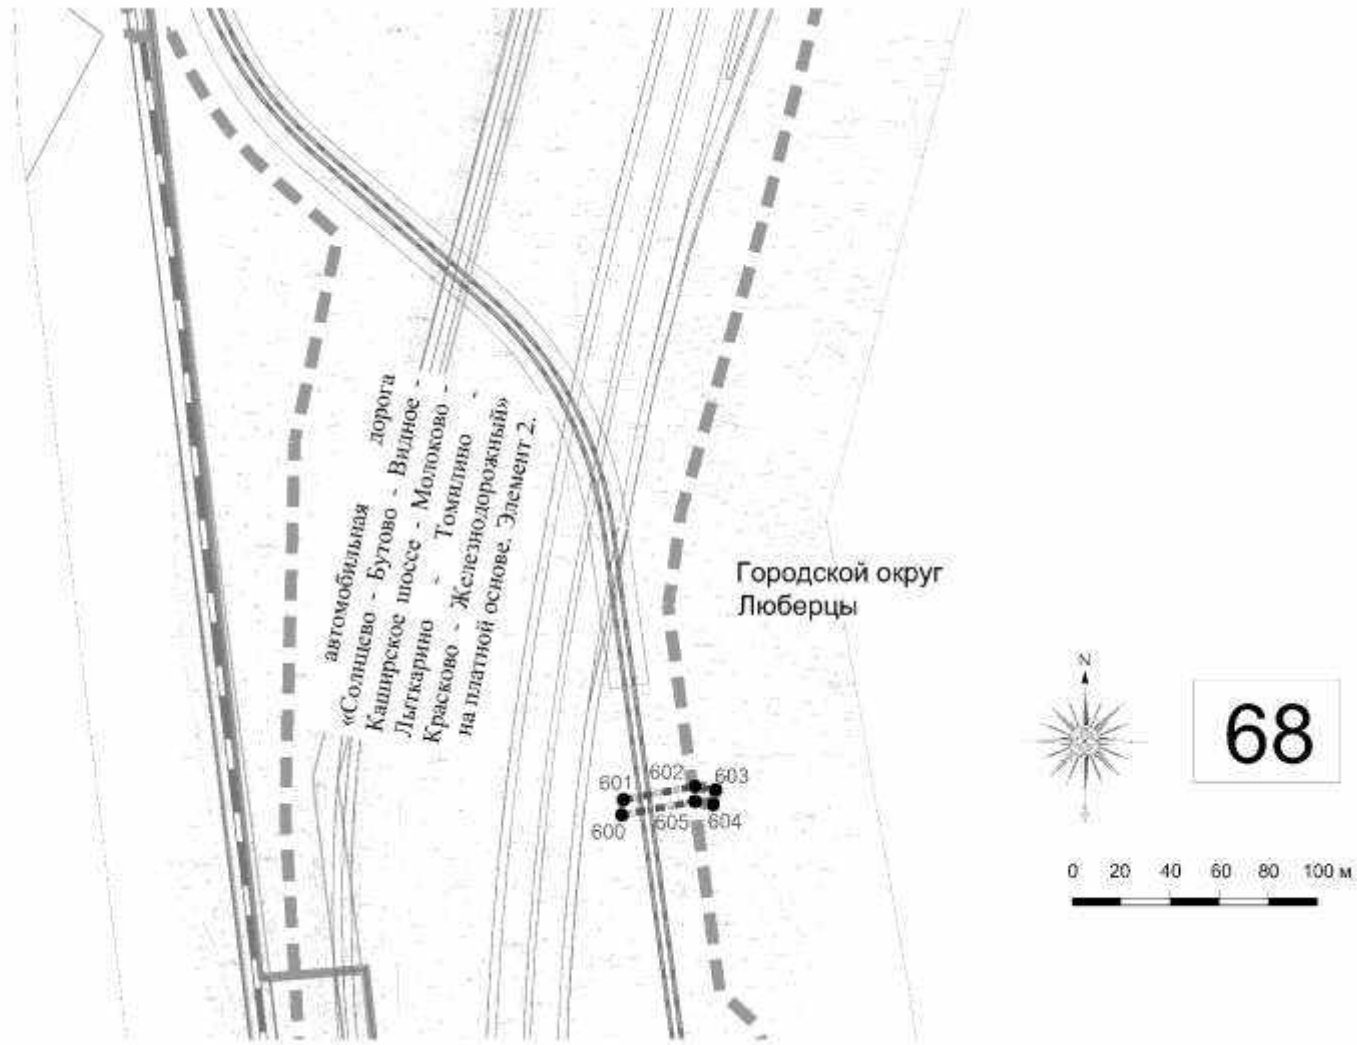 автомобильная дорога
«Солнцево - Бутово - Видное -
Каширское шоссе - Молоково -
Лыткарино - Томилино -
Красково - Железнодорожный»
на платной основе. Элемент 2.
Городской округ
Люберцы
N
68
601 602 603
600 605 604
0 20 40 60 80 100 м